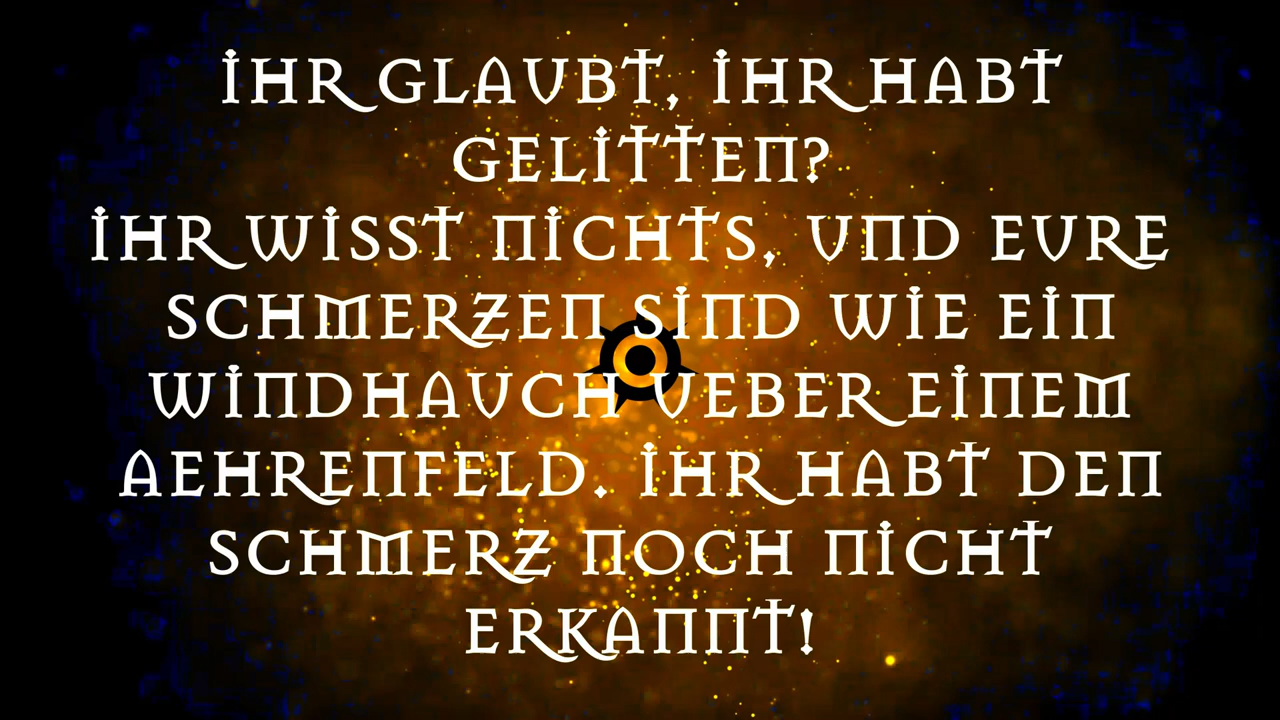 IHR GLAUBT, IHR HABT
GELITTEN?
IHR WISST NICHTS, UND EURE
SCHMERZEN SIND WIE EIN
WINDHAUCH UEBER EINEM
AEHRENFELD. IHR HABT DEN
SCHMERZ NOCH NICHT
ERKANNT!